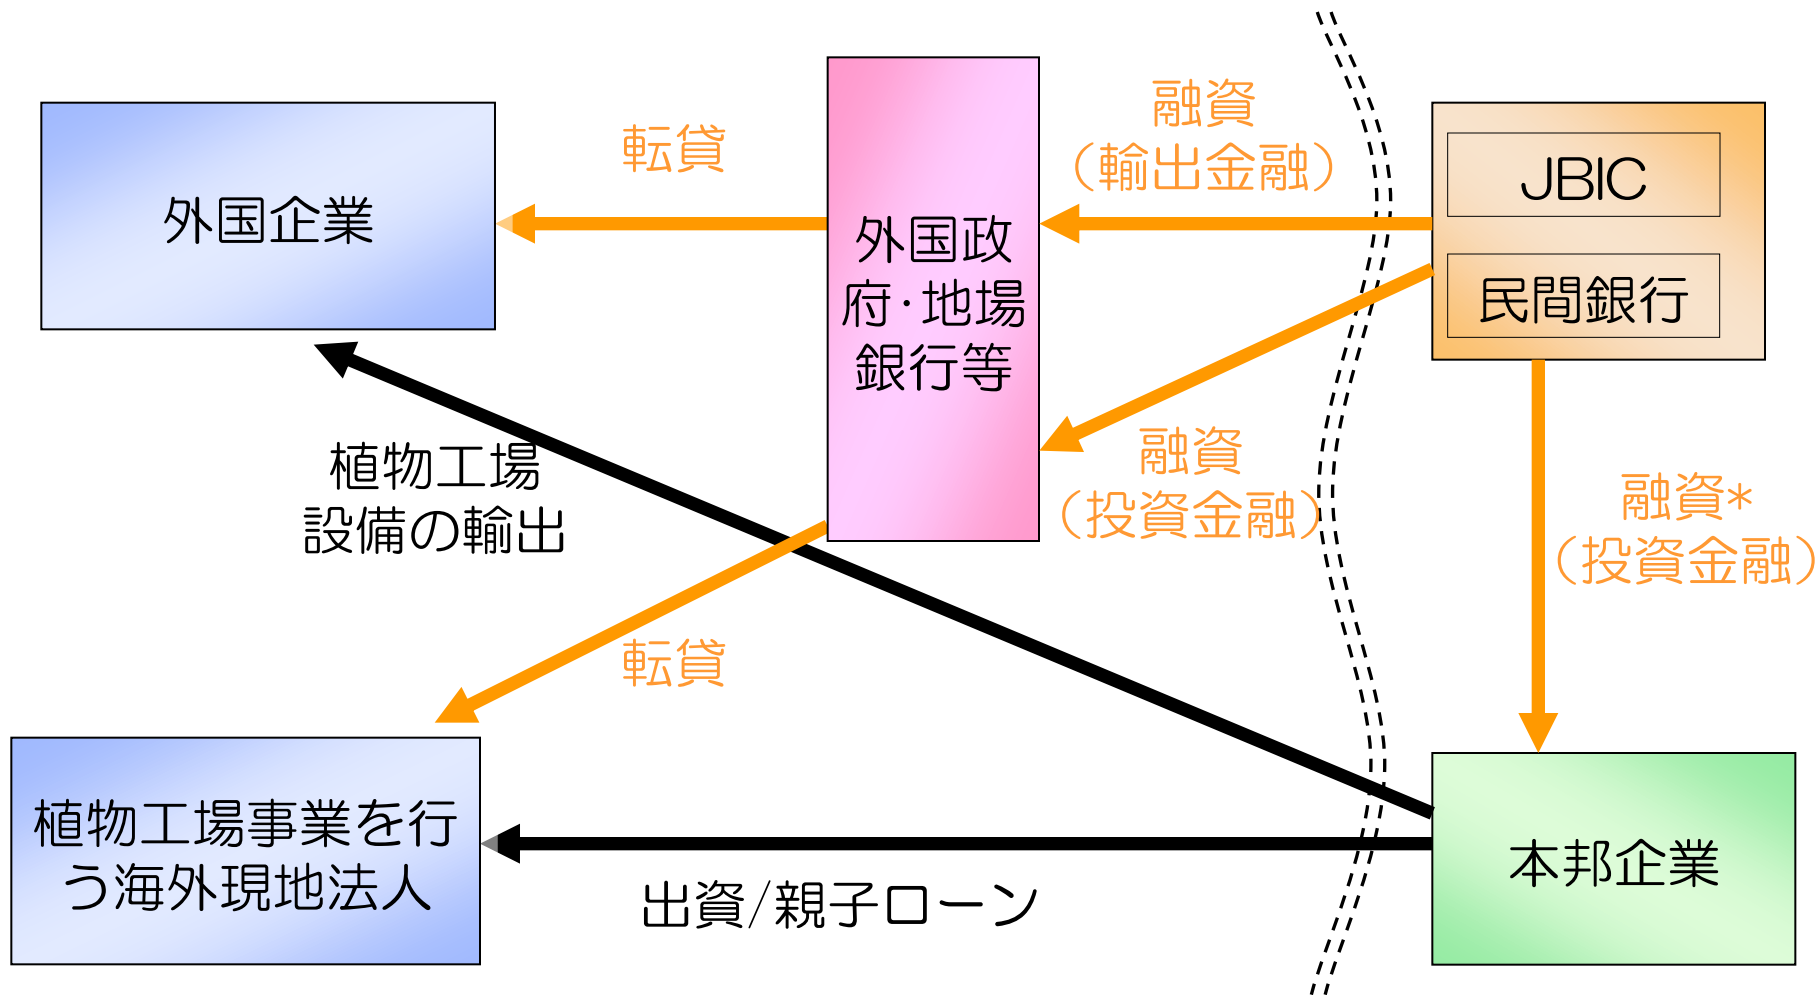 融資
(輸出金融)
転貸
JBIC
外国企業
外国政
府・地場
銀行等
民間銀行
融資
(投資金融)
植物工場
設備の輸出
融資*
(投資金融)
転貸
植物工場事業を行
う海外現地法人
本邦企業
出資/親子ローン